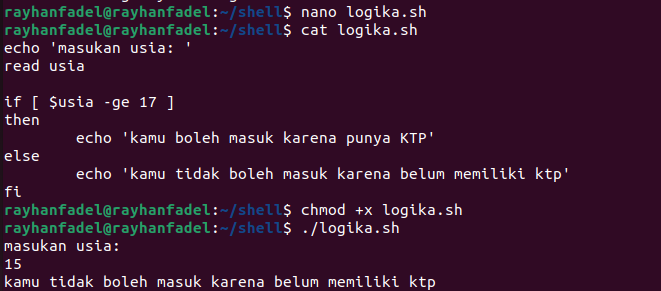 rayhanfadel@rayhanfadel:~/shell$ nano logika.sh
rayhanfadel@rayhanfadel:~/shell$ cat logika.sh
echo 'masukan usia: '
read usia

if [ $usia -ge 17 ]
then
        echo 'kamu boleh masuk karena punya KTP'
else
        echo 'kamu tidak boleh masuk karena belum memiliki ktp'
fi
rayhanfadel@rayhanfadel:~/shell$ chmod +x logika.sh
rayhanfadel@rayhanfadel:~/shell$ ./logika.sh
masukan usia:
15
kamu tidak boleh masuk karena belum memiliki ktp